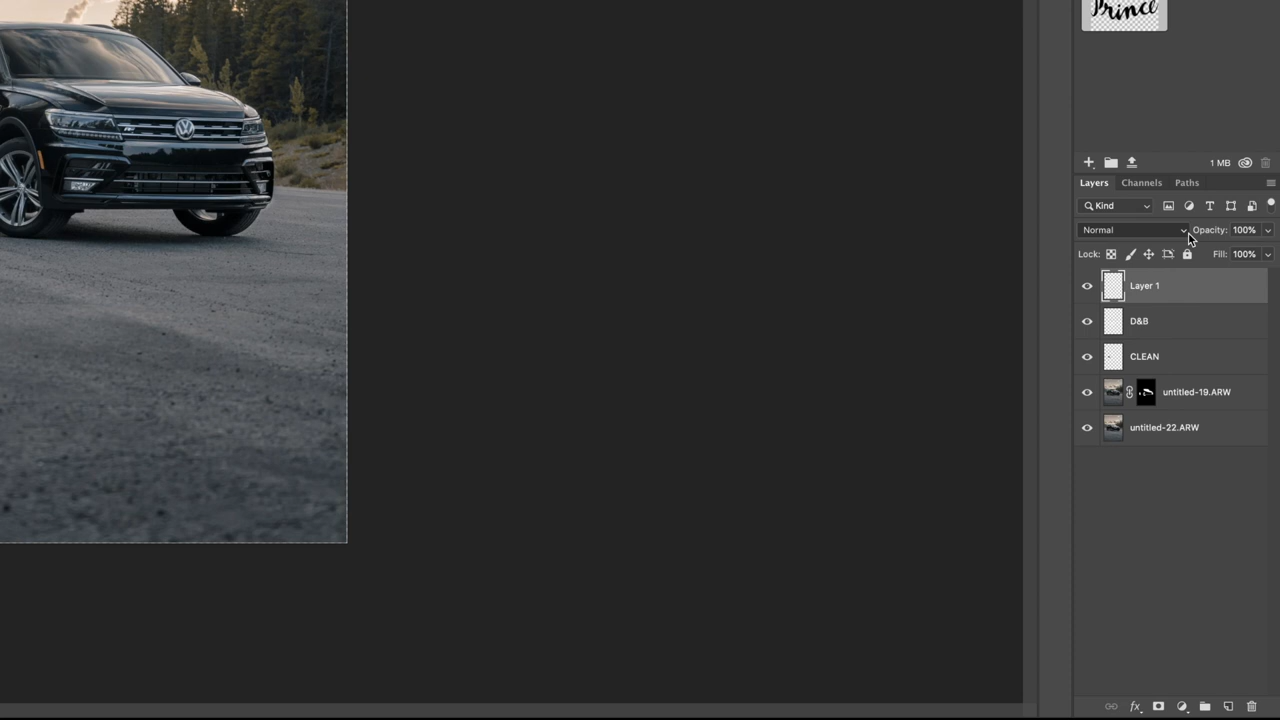 Prince
1 MB
Layers Channels Paths
Kind
Normal Opacity: 100%
Lock: Fill: 100%
Layer 1
D&B
CLEAN
untitled-19.ARW
untitled-22.ARW
fx